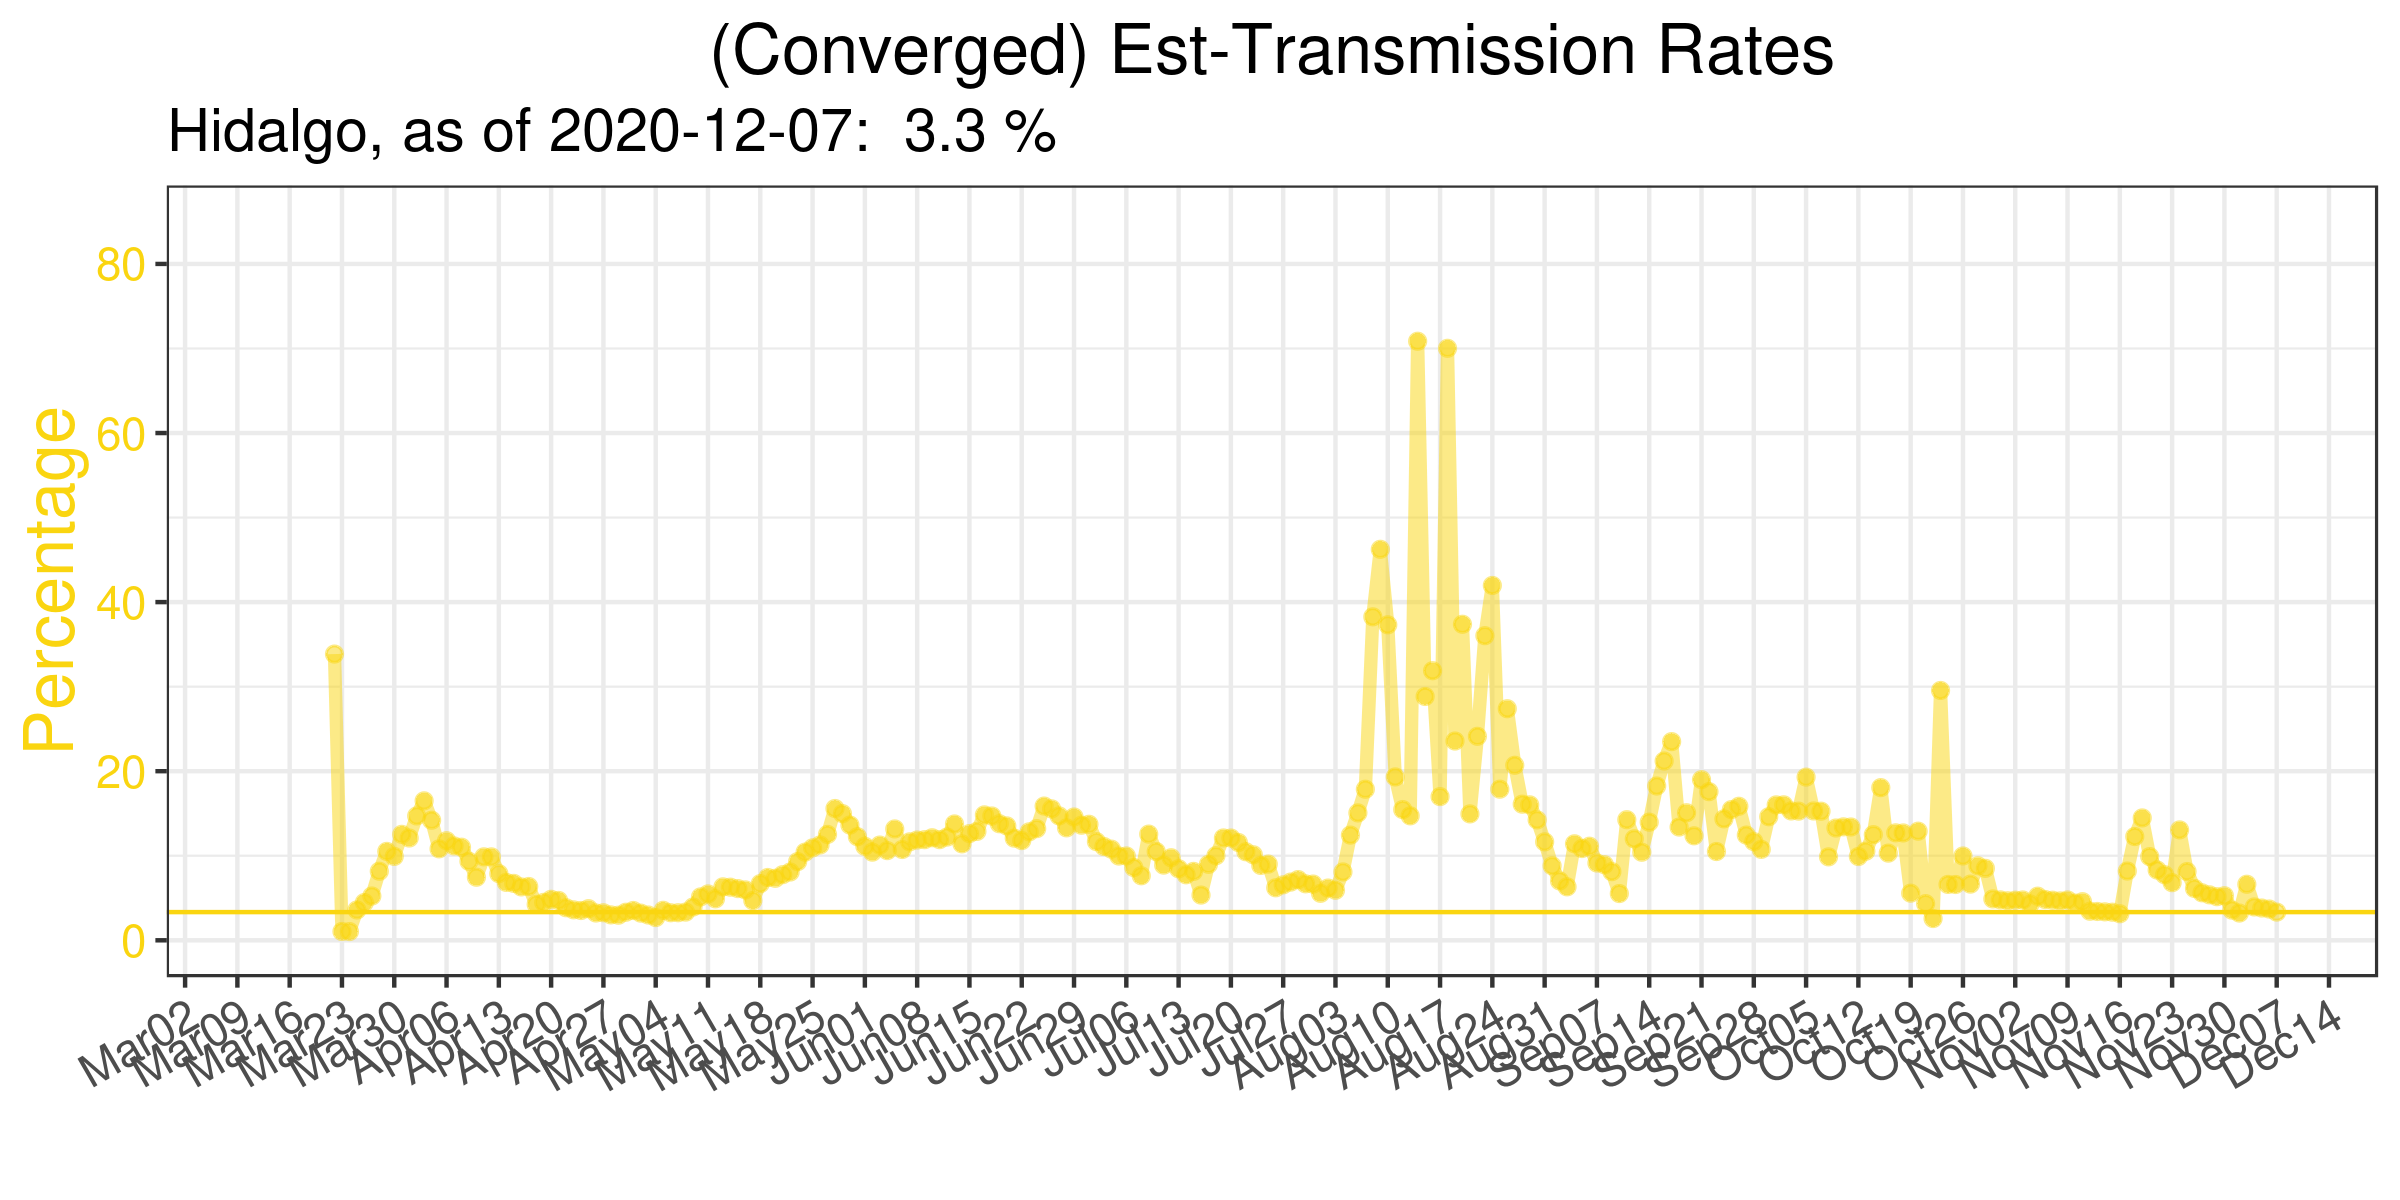 (Converged) Est-Transmission Rates
Hidalgo, as of 2020-12-07:  3.3 %
Percentage
80
60
40
20
0
Mar02
Mar09
Mar16
Mar23
Mar30
Apr06
Apr13
Apr20
Apr27
May04
May11
May18
May25
Jun01
Jun08
Jun15
Jun22
Jun29
Jul06
Jul13
Jul20
Jul27
Aug03
Aug10
Aug17
Aug24
Aug31
Sep07
Sep14
Sep21
Sep28
Oct05
Oct12
Oct19
Oct26
Nov02
Nov09
Nov16
Nov23
Nov30
Dec07
Dec14